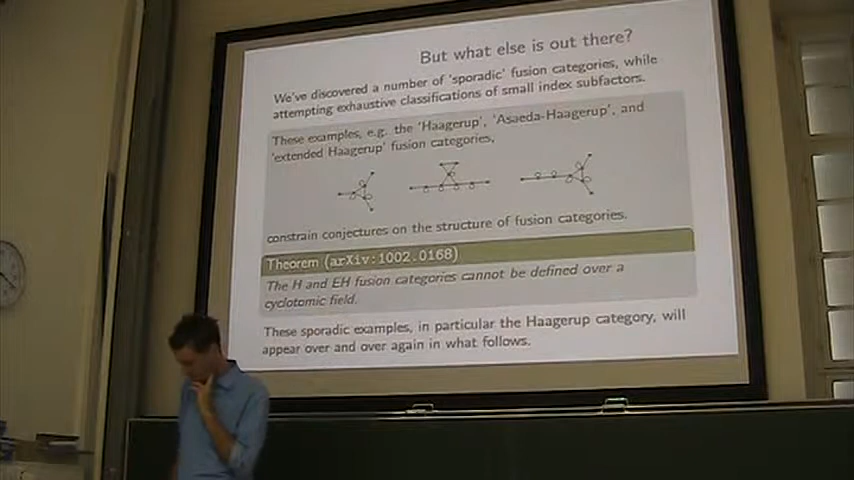 But what else is out there?
We've discovered a number of 'sporadic' fusion categories, while
attempting exhaustive classifications of small index subfactors.
These examples, e.g. the 'Haagerup', 'Asaeda-Haagerup', and
'extended Haagerup' fusion categories,
constrain conjectures on the structure of fusion categories.
Theorem (arXiv:1002.0168)
The H and EH fusion categories cannot be defined over a
cyclotomic field.
These sporadic examples, in particular the Haagerup category, will
appear over and over again in what follows.